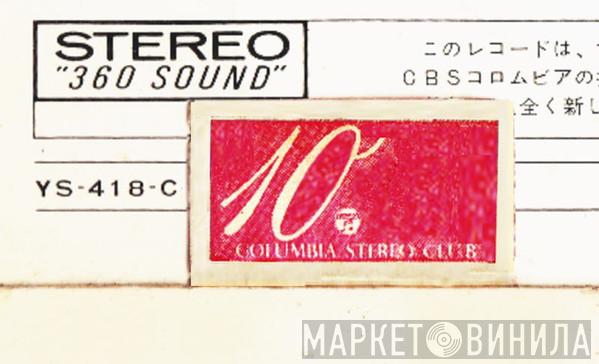 STEREO
"360 SOUND"
このレコードは、
CBSコロムビアの
全く新し
YS-418-C
10
COLUMBIA STEREO CLUB
МАРКЕТ ВИНИЛА